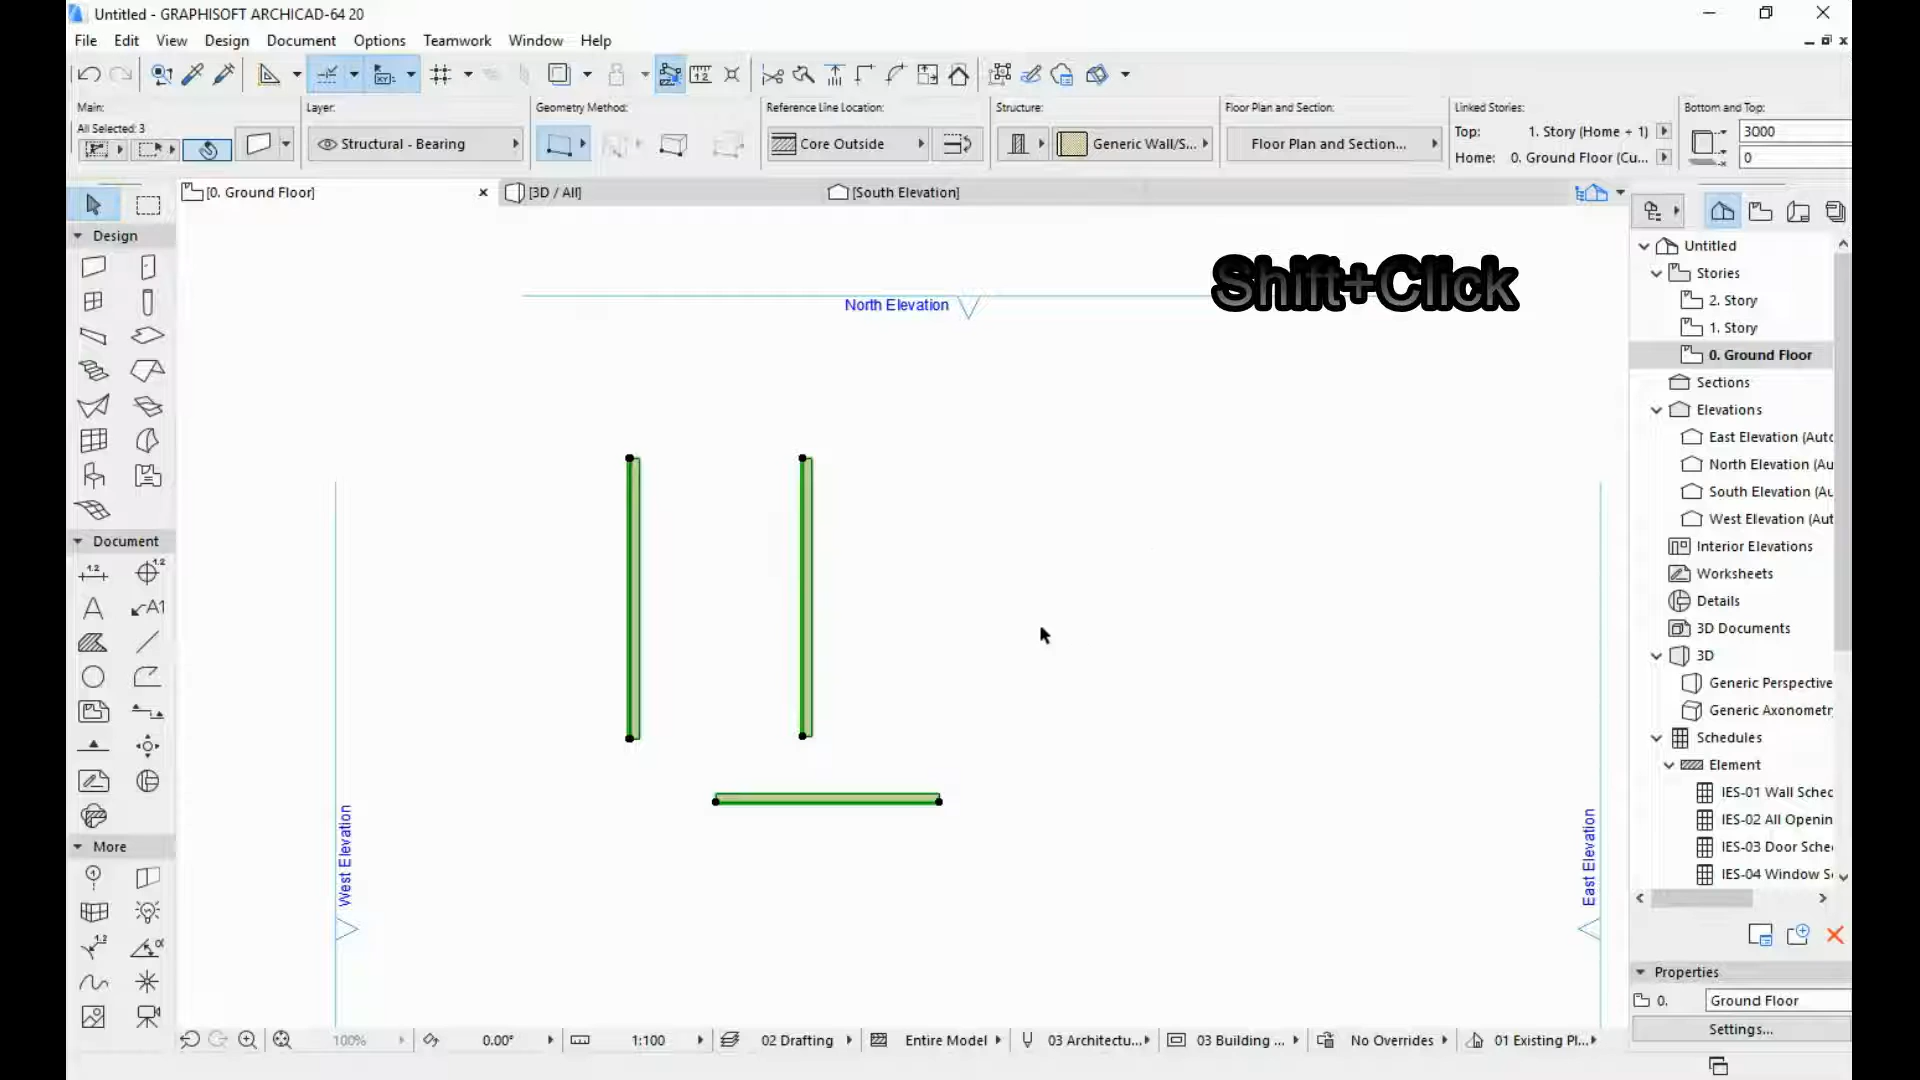 Untitled - GRAPHISOFT ARCHICAD-64 20
File Edit View Design Document Options Teamwork Window Help
Main: Layer: Geometry Method: Reference Line Location: Structure: Floor Plan and Section: Linked Stories: Bottom and Top:
All Selected: 3
Structural - Bearing Core Outside Generic Wall/S... Floor Plan and Section...
Top: 1. Story (Home + 1) 3000
Home: 0. Ground Floor (Cu... 0
[0. Ground Floor] [3D / All] [South Elevation]
Design
Document
More
Shift+Click
North Elevation
West Elevation
East Elevation
Untitled
Stories
2. Story
1. Story
0. Ground Floor
Sections
Elevations
East Elevation (Auto
North Elevation (Au
South Elevation (Au
West Elevation (Aut
Interior Elevations
Worksheets
Details
3D Documents
3D
Generic Perspective
Generic Axonometr
Schedules
Element
IES-01 Wall Sched
IES-02 All Openin
IES-03 Door Sche
IES-04 Window S
Properties
0. Ground Floor
Settings...
100% 0.00° 1:100 02 Drafting Entire Model 03 Architectu... 03 Building ... No Overrides 01 Existing Pl...